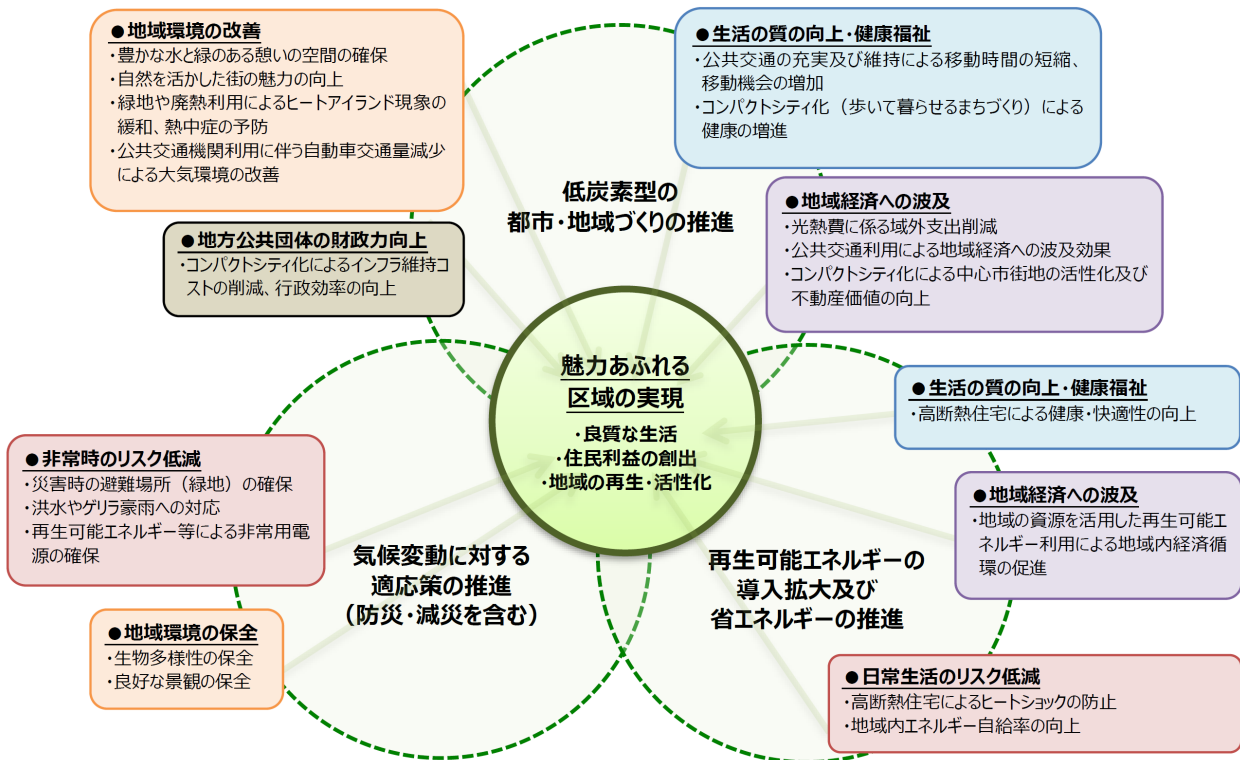 ●地域環境の改善
・豊かな水と緑のある憩いの空間の確保
・自然を活かした街の魅力の向上
・緑地や廃熱利用によるヒートアイランド現象の
緩和、熱中症の予防
・公共交通機関利用に伴う自動車交通量減少
による大気環境の改善
●生活の質の向上・健康福祉
・公共交通の充実及び維持による移動時間の短縮、
移動機会の増加
・コンパクトシティ化（歩いて暮らせるまちづくり）による
健康の増進
低炭素型の
都市・地域づくりの推進
●地域経済への波及
・光熱費に係る域外支出削減
・公共交通利用による地域経済への波及効果
・コンパクトシティ化による中心市街地の活性化及び
不動産価値の向上
●地方公共団体の財政力向上
・コンパクトシティ化によるインフラ維持コ
ストの削減、行政効率の向上
魅力あふれる
区域の実現
・良質な生活
・住民利益の創出
・地域の再生・活性化
●生活の質の向上・健康福祉
・高断熱住宅による健康・快適性の向上
●非常時のリスク低減
・災害時の避難場所（緑地）の確保
・洪水やゲリラ豪雨への対応
・再生可能エネルギー等による非常用電
源の確保
●地域経済への波及
・地域の資源を活用した再生可能エ
ネルギー利用による地域内経済循
環の促進
気候変動に対する
適応策の推進
（防災・減災を含む）
再生可能エネルギーの
導入拡大及び
省エネルギーの推進
●地域環境の保全
・生物多様性の保全
・良好な景観の保全
●日常生活のリスク低減
・高断熱住宅によるヒートショックの防止
・地域内エネルギー自給率の向上